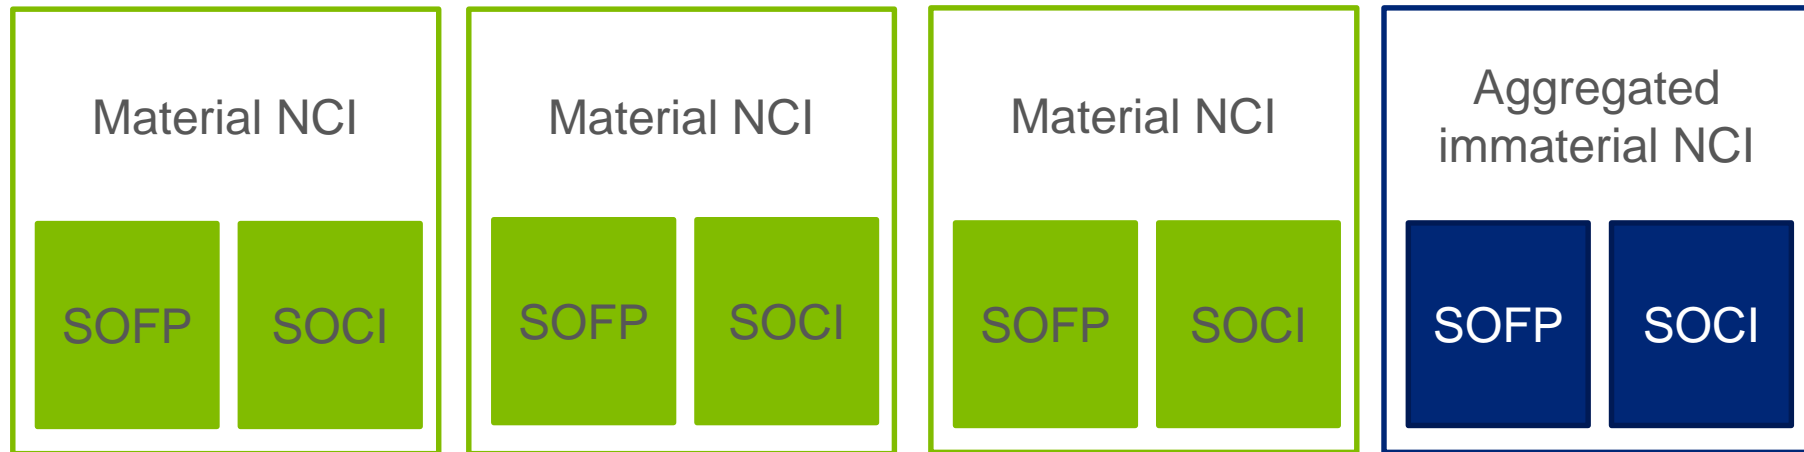 Material NCI
SOFP
SOCI
Material NCI
SOFP
SOCI
Material NCI
SOFP
SOCI
Aggregated
immaterial NCI
SOFP
SOCI